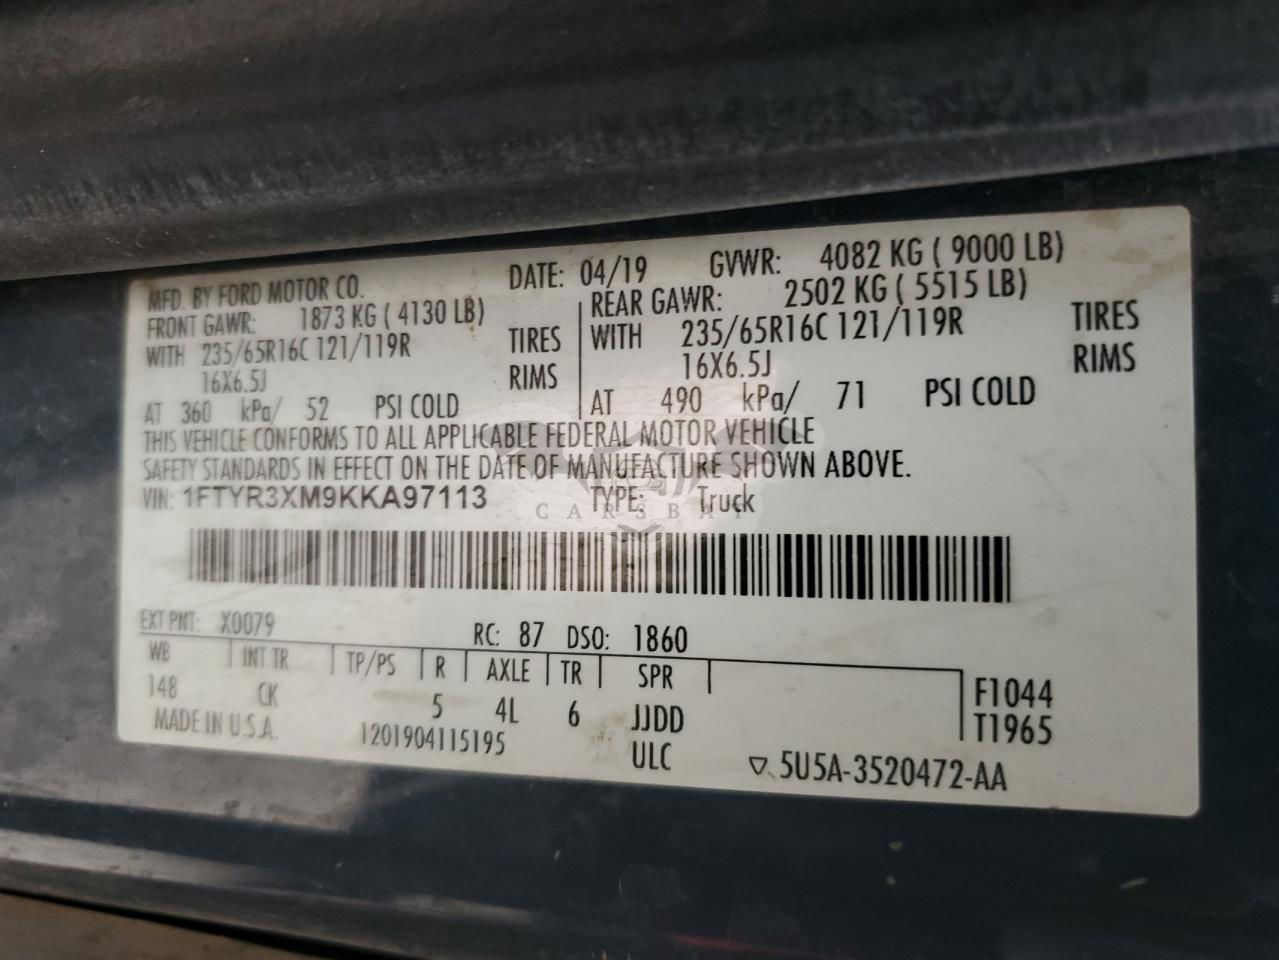 MFD. BY FORD MOTOR CO. DATE: 04/19 GVWR: 4082 KG ( 9000 LB)
FRONT GAWR: 1873 KG ( 4130 LB) REAR GAWR: 2502 KG ( 5515 LB)
WITH 235/65R16C 121/119R TIRES WITH 235/65R16C 121/119R TIRES
16X6.5J RIMS 16X6.5J RIMS
AT 360 kPa/ 52 PSI COLD AT 490 kPa/ 71 PSI COLD
THIS VEHICLE CONFORMS TO ALL APPLICABLE FEDERAL MOTOR VEHICLE
SAFETY STANDARDS IN EFFECT ON THE DATE OF MANUFACTURE SHOWN ABOVE.
VIN: 1FTYR3XM9KKA97113 TYPE: Truck
CARSBAT
EXT PNT: X0079 RC: 87 DSO: 1860
WB INT TR TP/PS R AXLE TR SPR
148 CK 5 4L 6 JJDD F1044
MADE IN U.S.A. 1201904115195 ULC T1965
5U5A-3520472-AA